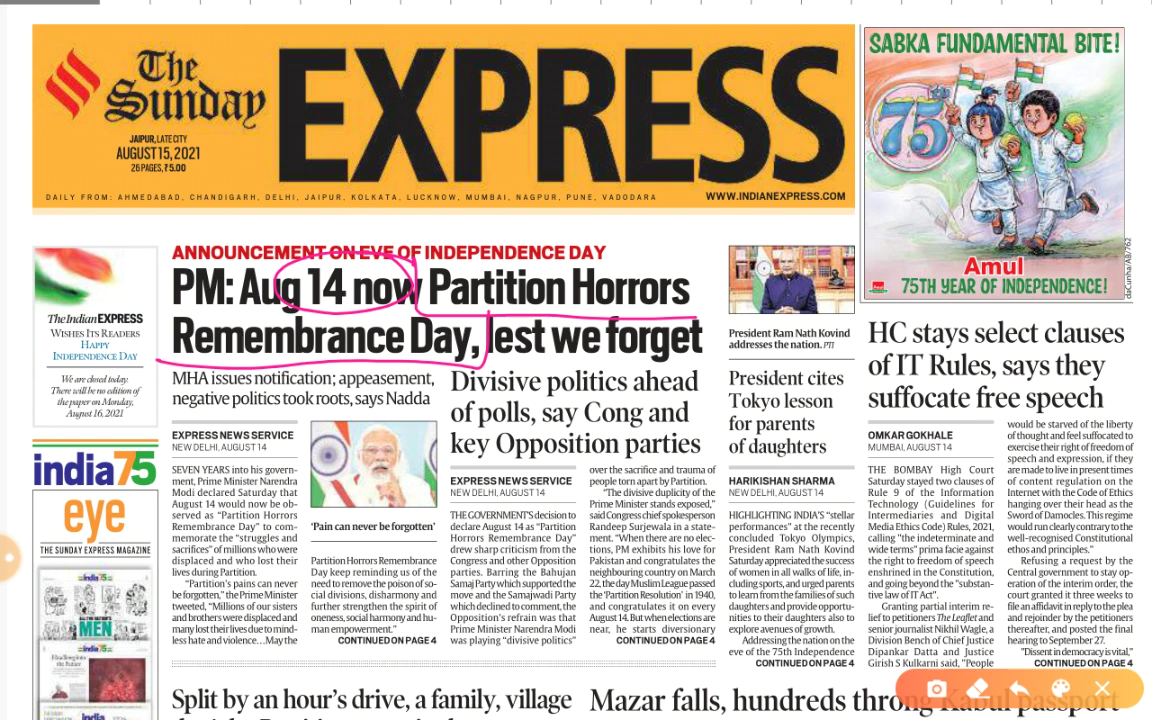 The
Sunday
EXPRESS
JAIPUR, LATE CITY
AUGUST 15, 2021
26 PAGES, ₹5.00
DAILY FROM: AHMEDABAD, CHANDIGARH, DELHI, JAIPUR, KOLKATA, LUCKNOW, MUMBAI, NAGPUR, PUNE, VADODARA
WWW.INDIANEXPRESS.COM
SABKA FUNDAMENTAL BITE!
75
Amul
75TH YEAR OF INDEPENDENCE!
daCunha/AB/762
The Indian EXPRESS
WISHES ITS READERS
HAPPY
INDEPENDENCE DAY
We are closed today.
There will be no edition of
the paper on Monday,
August 16, 2021
india75
eye
THE SUNDAY EXPRESS MAGAZINE
ANNOUNCEMENT ON EVE OF INDEPENDENCE DAY
PM: Aug 14 now Partition Horrors
Remembrance Day, lest we forget
MHA issues notification; appeasement,
negative politics took roots, says Nadda
EXPRESS NEWS SERVICE
NEW DELHI, AUGUST 14
SEVEN YEARS into his govern-
ment, Prime Minister Narendra
Modi declared Saturday that
August 14 would now be ob-
served as "Partition Horrors
Remembrance Day" to com-
memorate the "struggles and
sacrifices" of millions who were
displaced and who lost their
lives during Partition.
"Partition's pains can never
be forgotten," the Prime Minister
tweeted, "Millions of our sisters
and brothers were displaced and
many lost their lives due to mind-
less hate and violence...May the
'Pain can never be forgotten'
Partition Horrors Remembrance
Day keep reminding us of the
need to remove the poison of so-
cial divisions, disharmony and
further strengthen the spirit of
oneness, social harmony and hu-
man empowerment."
CONTINUED ON PAGE 4
Divisive politics ahead
of polls, say Cong and
key Opposition parties
EXPRESS NEWS SERVICE
NEW DELHI, AUGUST 14
THE GOVERNMENT'S decision to
declare August 14 as "Partition
Horrors Remembrance Day"
drew sharp criticism from the
Congress and other Opposition
parties. Barring the Bahujan
Samaj Party which supported the
move and the Samajwadi Party
which declined to comment, the
Opposition's refrain was that
Prime Minister Narendra Modi
was playing "divisive politics"
over the sacrifice and trauma of
people torn apart by Partition.
"The divisive duplicity of the
Prime Minister stands exposed,"
said Congress chief spokesperson
Randeep Surjewala in a state-
ment. "When there are no elec-
tions, PM exhibits his love for
Pakistan and congratulates the
neighbouring country on March
22, the day Muslim League passed
the 'Partition Resolution' in 1940,
and congratulates it on every
August 14. But when elections are
near, he starts diversionary
CONTINUED ON PAGE 4
President Ram Nath Kovind
addresses the nation. PTI
President cites
Tokyo lesson
for parents
of daughters
HARIKISHAN SHARMA
NEW DELHI, AUGUST 14
HIGHLIGHTING INDIA'S "stellar
performances" at the recently
concluded Tokyo Olympics,
President Ram Nath Kovind
Saturday appreciated the success
of women in all walks of life, in-
cluding sports, and urged parents
to learn from the families of such
daughters and provide opportu-
nities to their daughters also to
explore avenues of growth.
Addressing the nation on the
eve of the 75th Independence
CONTINUED ON PAGE 4
HC stays select clauses
of IT Rules, says they
suffocate free speech
OMKAR GOKHALE
MUMBAI, AUGUST 14
THE BOMBAY High Court
Saturday stayed two clauses of
Rule 9 of the Information
Technology (Guidelines for
Intermediaries and Digital
Media Ethics Code) Rules, 2021,
calling "the indeterminate and
wide terms" prima facie against
the right to freedom of speech
enshrined in the Constitution,
and going beyond the "substan-
tive law of IT Act".
Granting partial interim re-
lief to petitioners The Leaflet and
senior journalist Nikhil Wagle, a
Division Bench of Chief Justice
Dipankar Datta and Justice
Girish S Kulkarni said, "People
would be starved of the liberty
of thought and feel suffocated to
exercise their right of freedom of
speech and expression, if they
are made to live in present times
of content regulation on the
Internet with the Code of Ethics
hanging over their head as the
Sword of Damocles. This regime
would run clearly contrary to the
well-recognised Constitutional
ethos and principles."
Refusing a request by the
Central government to stay op-
eration of the interim order, the
court granted it three weeks to
file an affidavit in reply to the plea
and rejoinder by the petitioners
thereafter, and posted the final
hearing to September 27.
"Dissent in democracy is vital,"
CONTINUED ON PAGE 4
Split by an hour's drive, a family, village
Mazar falls, hundreds throng Kabul passport